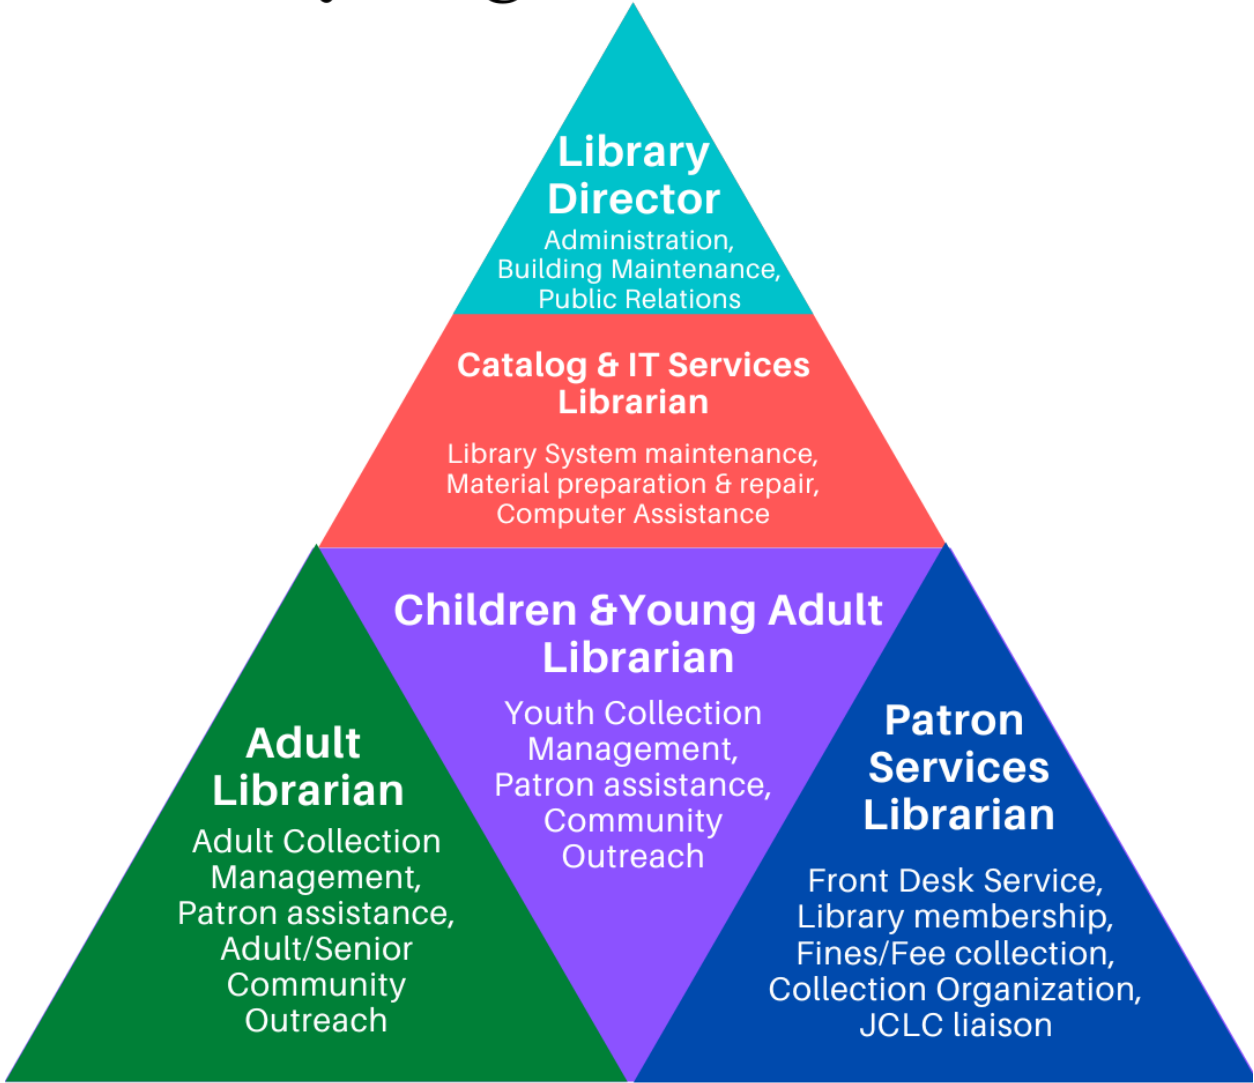 Library
Director
Administration,
Building Maintenance,
Public Relations
Catalog & IT Services
Librarian
Library System maintenance,
Material preparation & repair,
Computer Assistance
Children &Young Adult
Librarian
Youth Collection
Management,
Patron assistance,
Community
Outreach
Adult
Librarian
Adult Collection
Management,
Patron assistance,
Adult/Senior
Community
Outreach
Patron
Services
Librarian
Front Desk Service,
Library membership,
Fines/Fee collection,
Collection Organization,
JCLC liaison